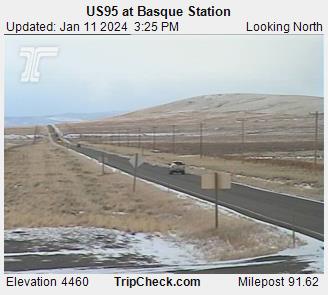 US95 at Basque Station
Updated: Jan 11 2024 3:25 PM Looking North
Elevation 4460 TripCheck.com Milepost 91.62